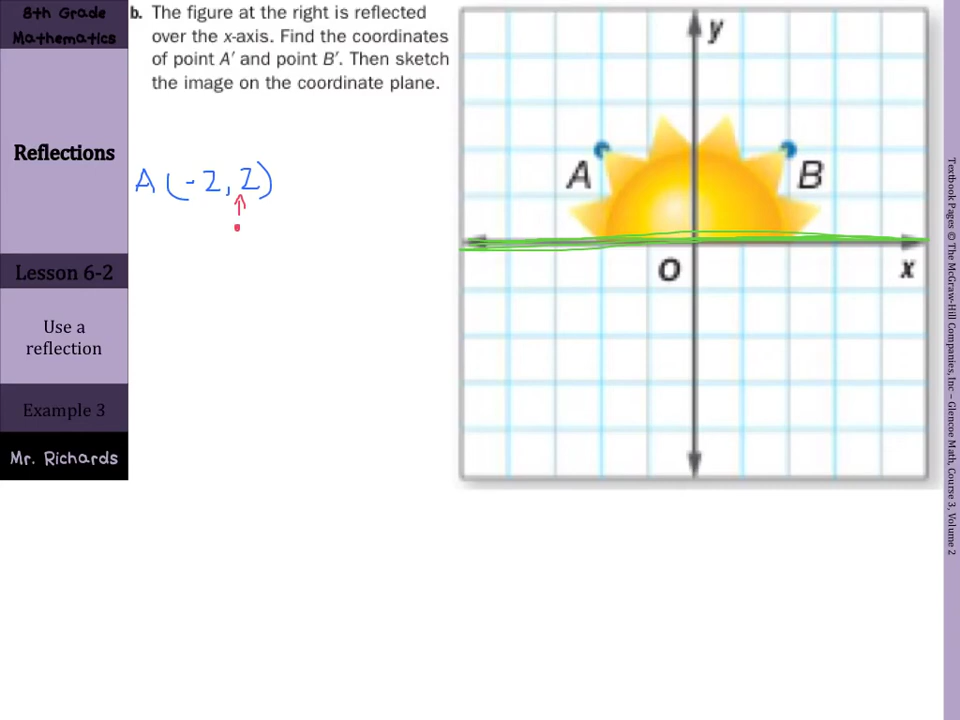 8th Grade
Mathematics
Reflections
Lesson 6-2
Use a
reflection
Example 3
Mr. Richards
b. The figure at the right is reflected
over the x-axis. Find the coordinates
of point A′ and point B′. Then sketch
the image on the coordinate plane.
A (-2, 2)
y
A
B
O
x
Textbook Pages © The McGraw-Hill Companies, Inc – Glencoe Math, Course 3, Volume 2